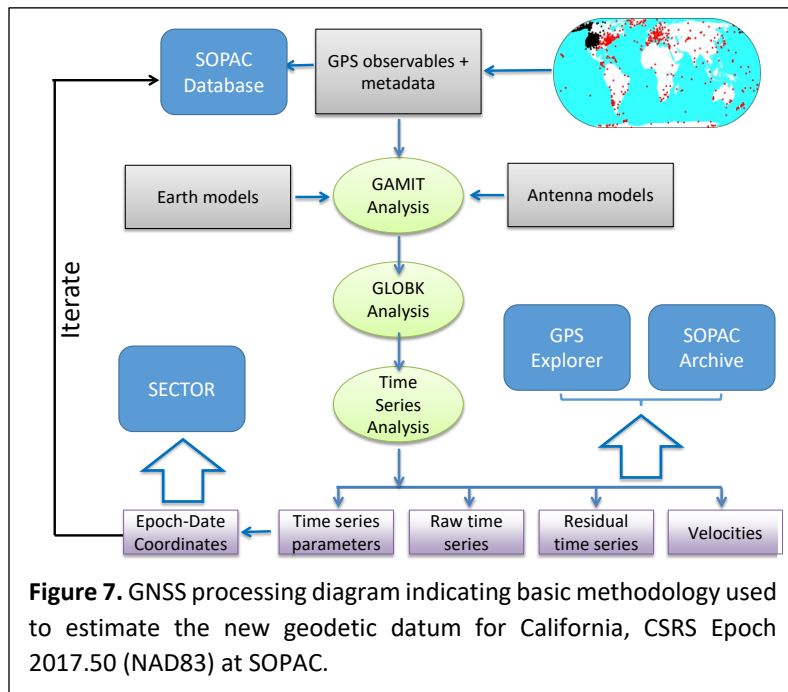 SOPAC
Database
GPS observables +
metadata
Earth models
GAMIT
Analysis
Antenna models
GLOBK
Analysis
Iterate
GPS
Explorer
SOPAC
Archive
SECTOR
Time
Series
Analysis
Epoch-Date
Coordinates
Time series
parameters
Raw time
series
Residual
time series
Velocities
Figure 7. GNSS processing diagram indicating basic methodology used
to estimate the new geodetic datum for California, CSRS Epoch
2017.50 (NAD83) at SOPAC.